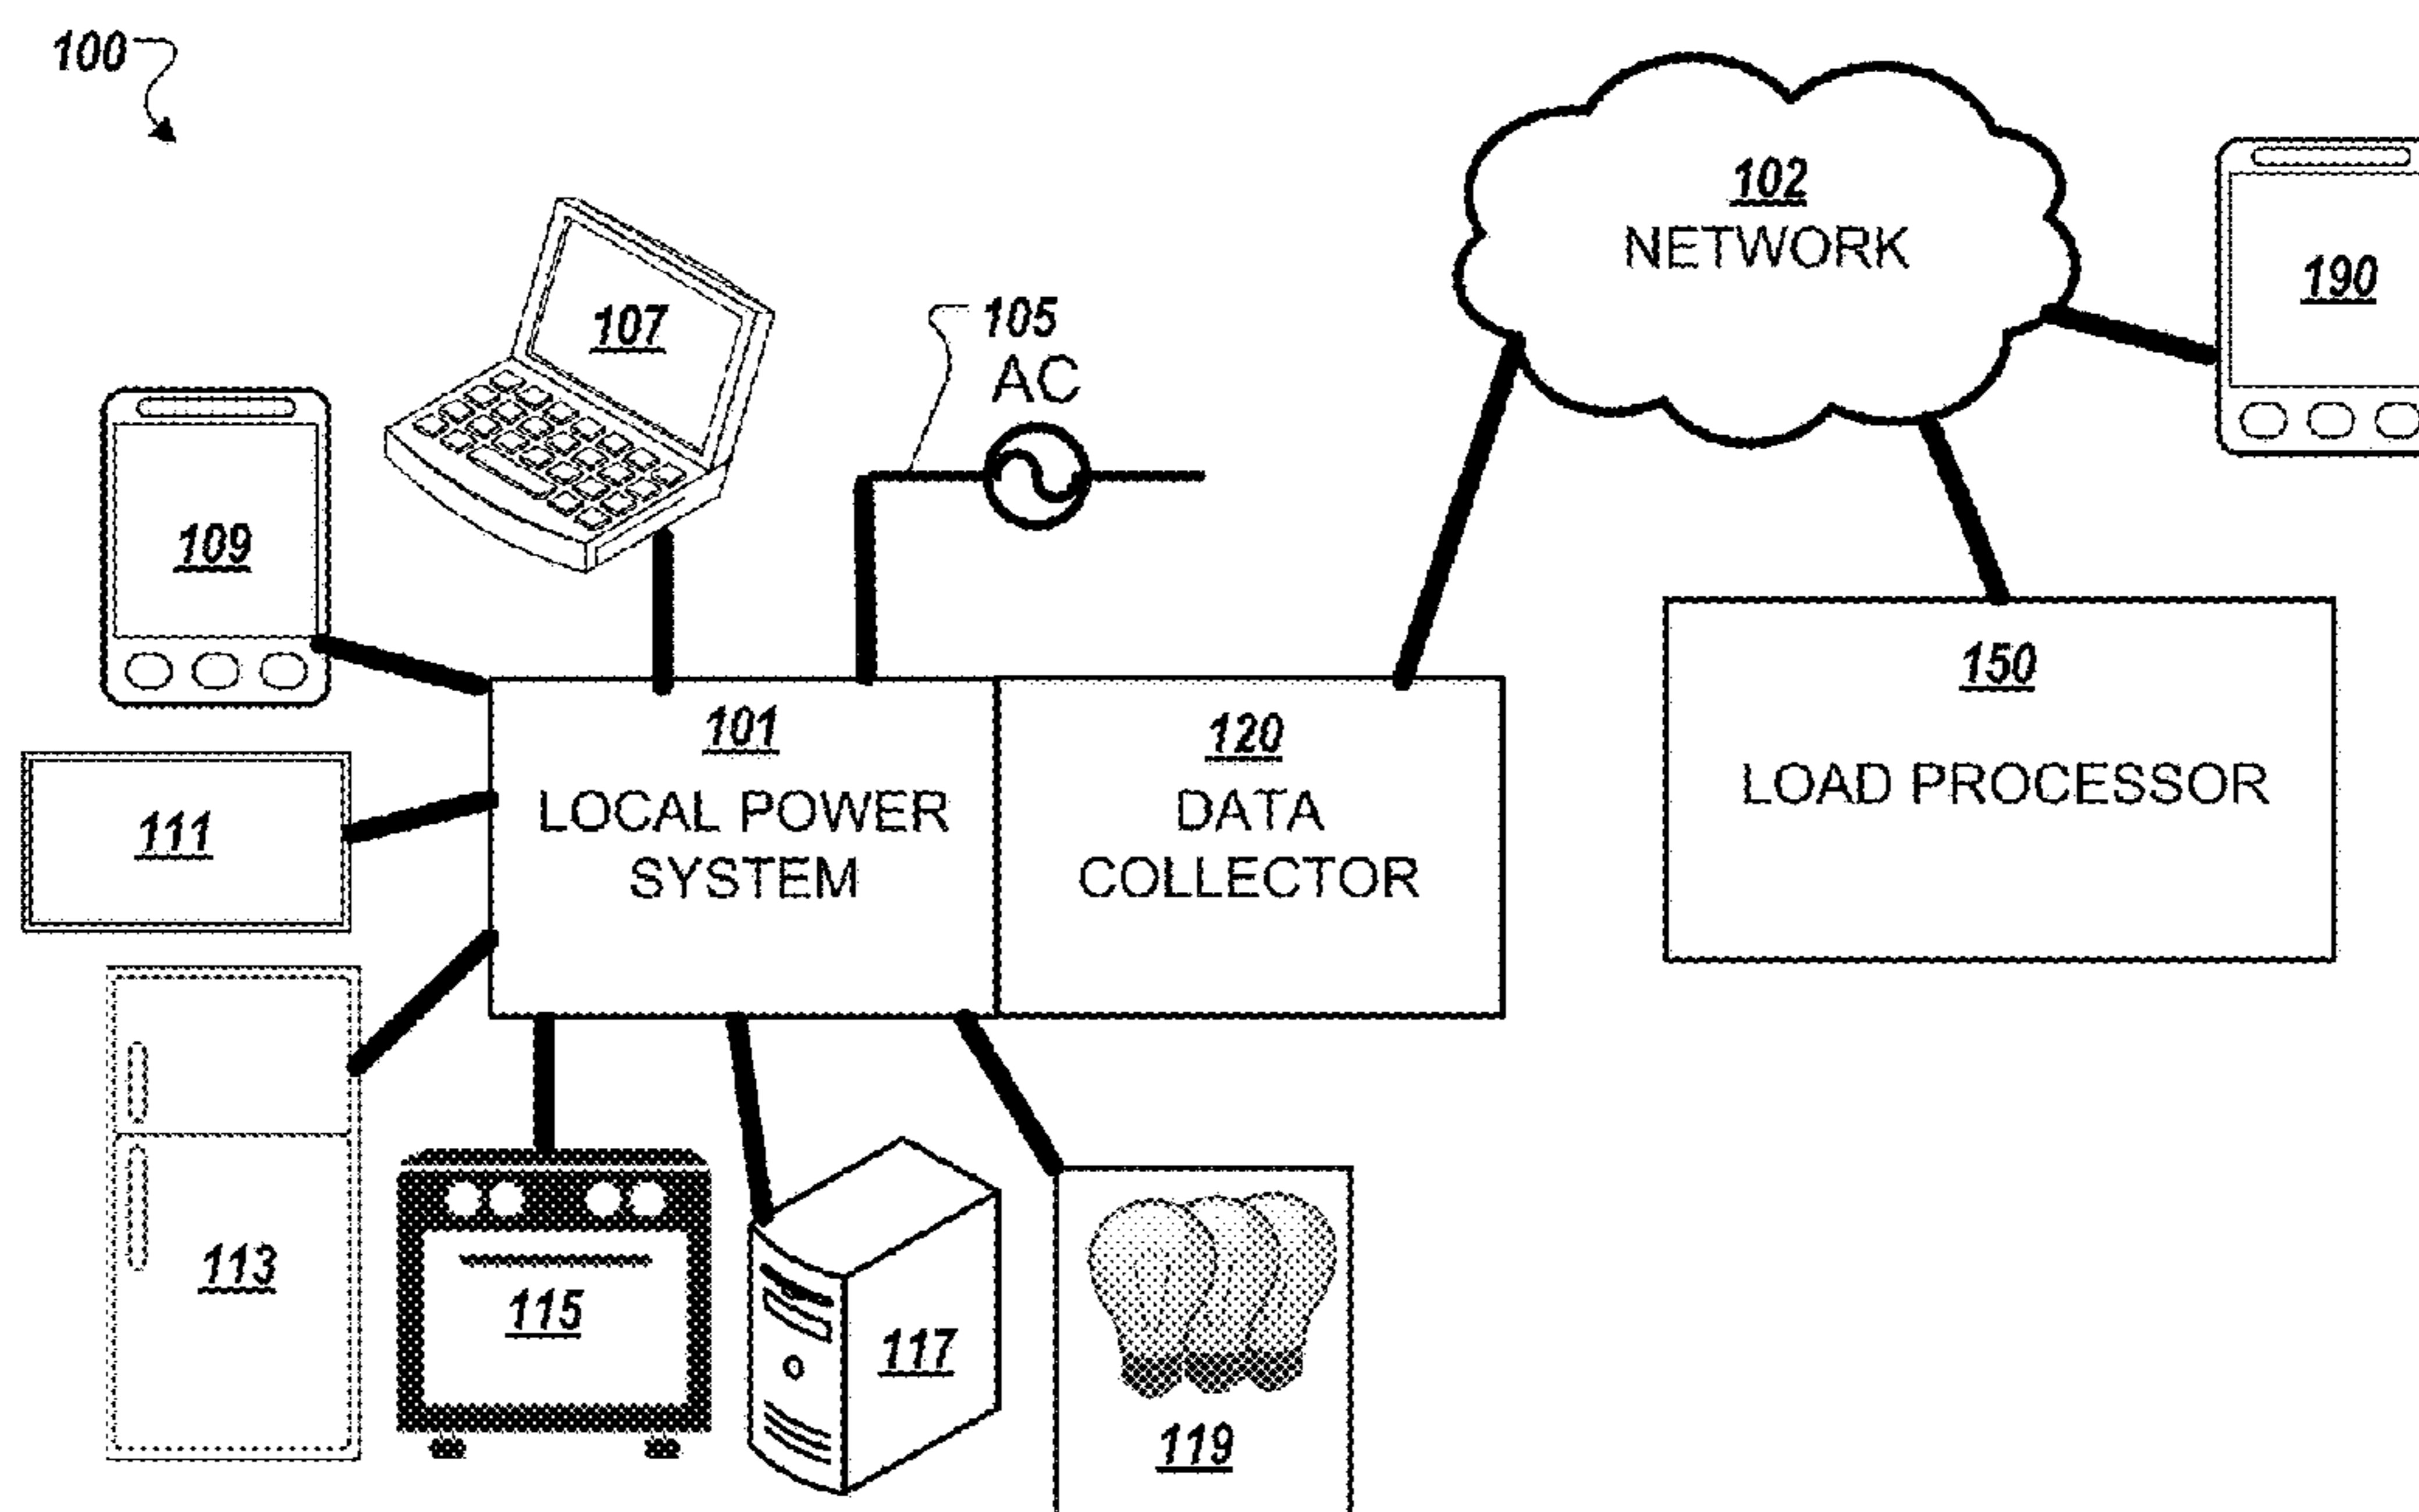 100
102
NETWORK
190
107
105
AC
109
101
LOCAL POWER
SYSTEM
120
DATA
COLLECTOR
150
LOAD PROCESSOR
111
113
115
117
119